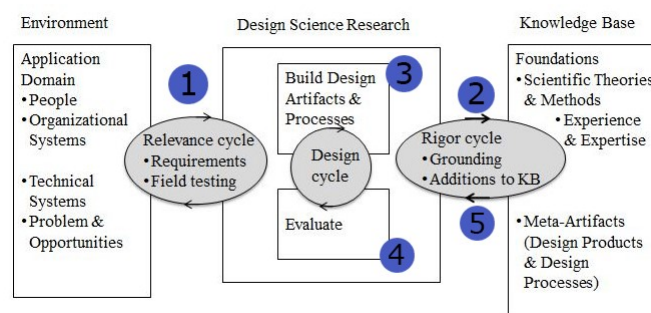 Environment
Design Science Research
Knowledge Base
Application
Domain
•People
•Organizational
Systems
•Technical
Systems
•Problem &
Opportunities
1
Relevance cycle
•Requirements
•Field testing
3
Build Design
Artifacts &
Processes
Design
cycle
Evaluate
4
2
Rigor cycle
•Grounding
•Additions to KB
5
Foundations
•Scientific Theories
& Methods
•Experience
& Expertise
•Meta-Artifacts
(Design Products
& Design
Processes)